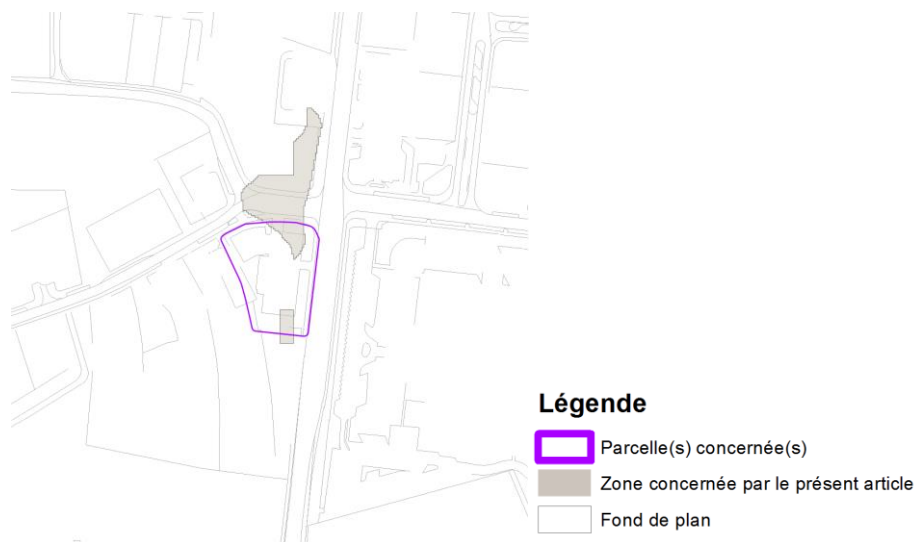 Légende
Parcelle(s) concernée(s)
Zone concernée par le présent article
Fond de plan